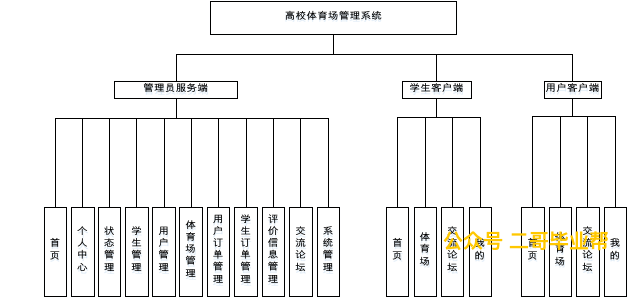 高校体育场管理系统
管理员服务端
学生客户端
用户客户端
首页
个人中心
状态管理
学生管理
用户管理
体育场管理
用户订单管理
学生订单管理
评价信息管理
交流论坛
系统管理
首页
体育场
交流论坛
我的
首页
体育场
交流论坛
我的
公众号 二哥毕业帮